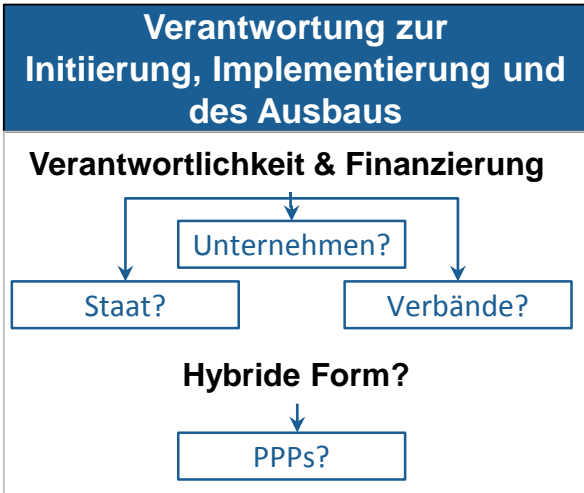 Verantwortung zur
Initiierung, Implementierung und
des Ausbaus
Verantwortlichkeit & Finanzierung
Unternehmen?
Staat?
Verbände?
Hybride Form?
PPPs?